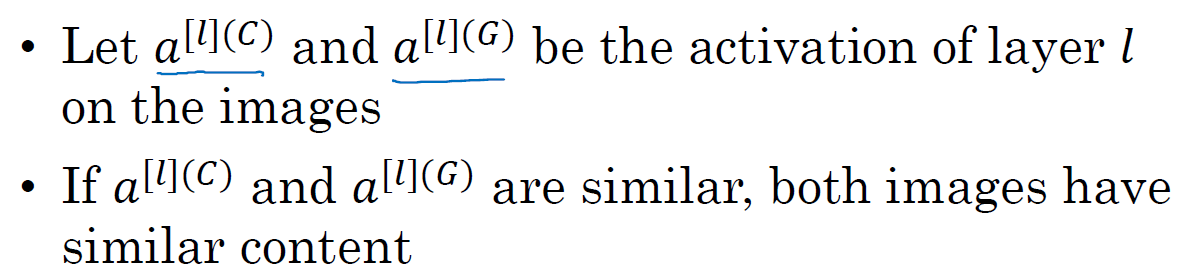 • Let a^[l](C) and a^[l](G) be the activation of layer l
on the images
• If a^[l](C) and a^[l](G) are similar, both images have
similar content